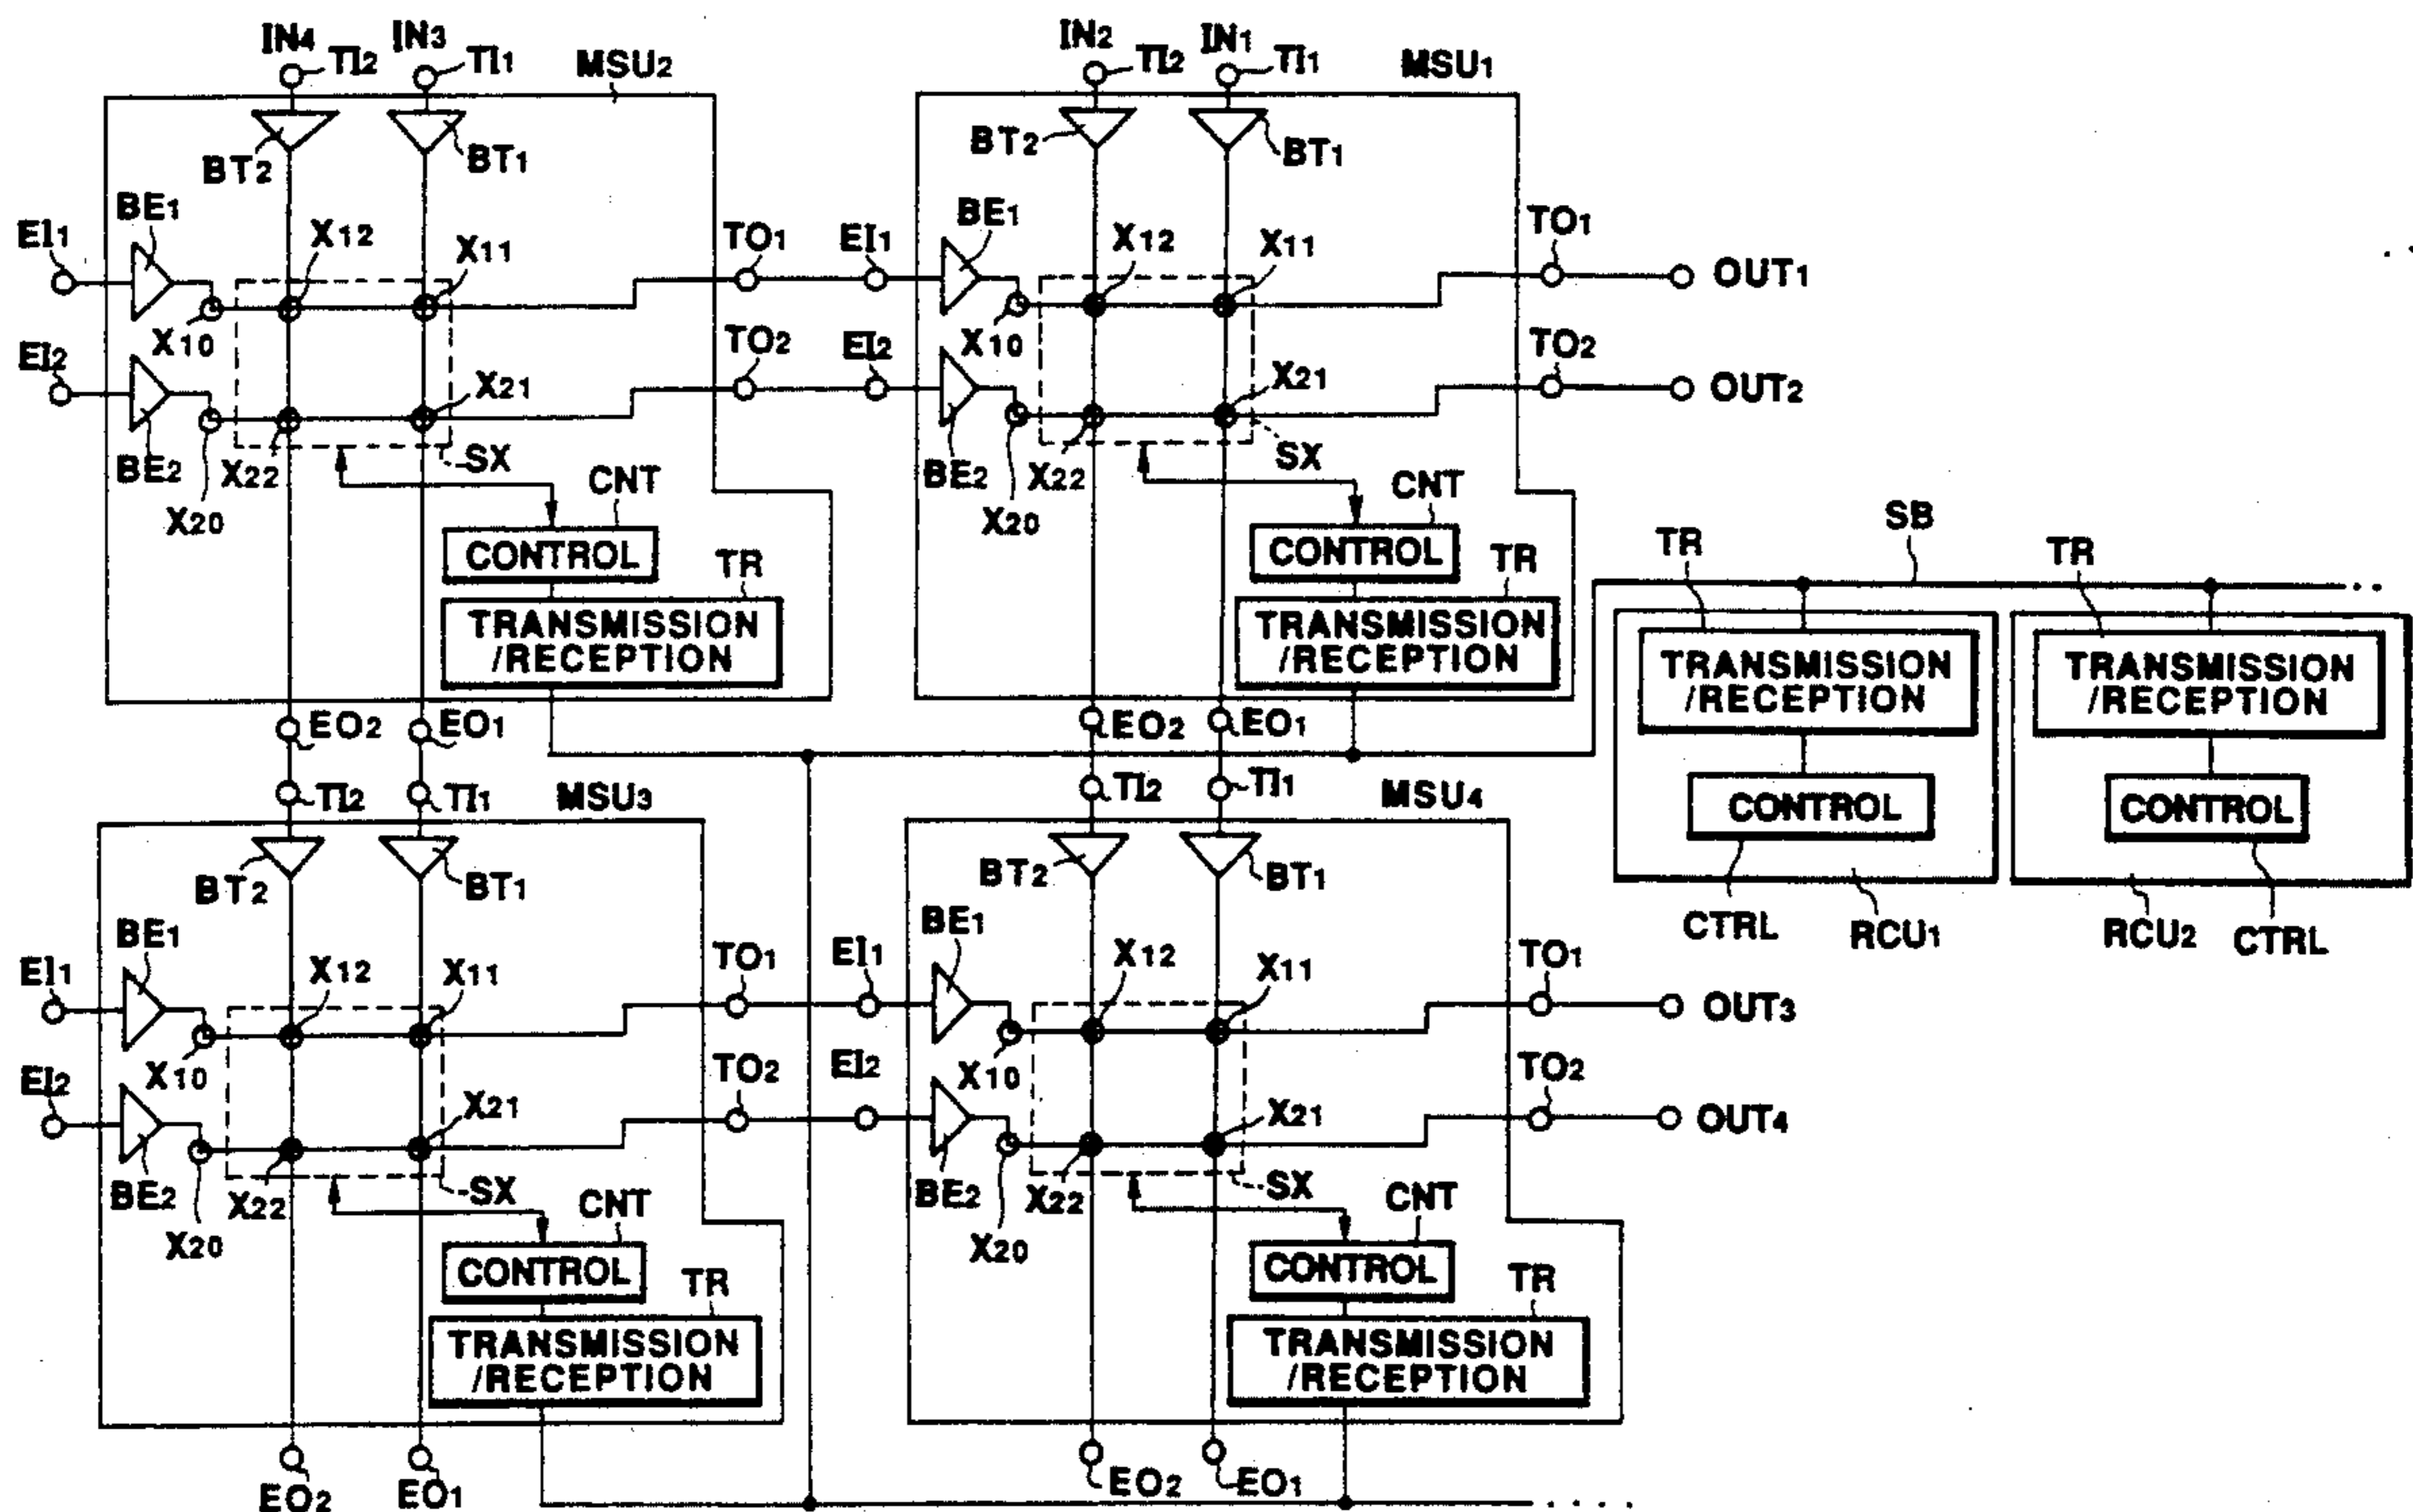 IN4 IN3 IN2 IN1
TI2 TI1 MSU2 TI2 TI1 MSU1
BT2 BT1 BT2 BT1
EI1 BE1 X12 X11 TO1 EI1 BE1 X12 X11 TO1 OUT1
X10 X10
EI2 X21 TO2 EI2 X21 TO2 OUT2
BE2 X22 SX BE2 X22 SX
X20 CNT X20 CNT
CONTROL TR CONTROL TR
TRANSMISSION
/RECEPTION
TRANSMISSION
/RECEPTION
SB
TR TR
TRANSMISSION
/RECEPTION
TRANSMISSION
/RECEPTION
CONTROL CONTROL
CTRL RCU1 RCU2 CTRL
EO2 EO1 EO2 EO1
TI2 TI1 MSU3 TI2 TI1 MSU4
BT2 BT1 BT2 BT1
EI1 BE1 X12 X11 TO1 EI1 BE1 X12 X11 TO1 OUT3
X10 X10
EI2 X21 TO2 EI2 X21 TO2 OUT4
BE2 X22 SX BE2 X22 SX
X20 CNT X20 CNT
CONTROL TR CONTROL TR
TRANSMISSION
/RECEPTION
TRANSMISSION
/RECEPTION
EO2 EO1 EO2 EO1